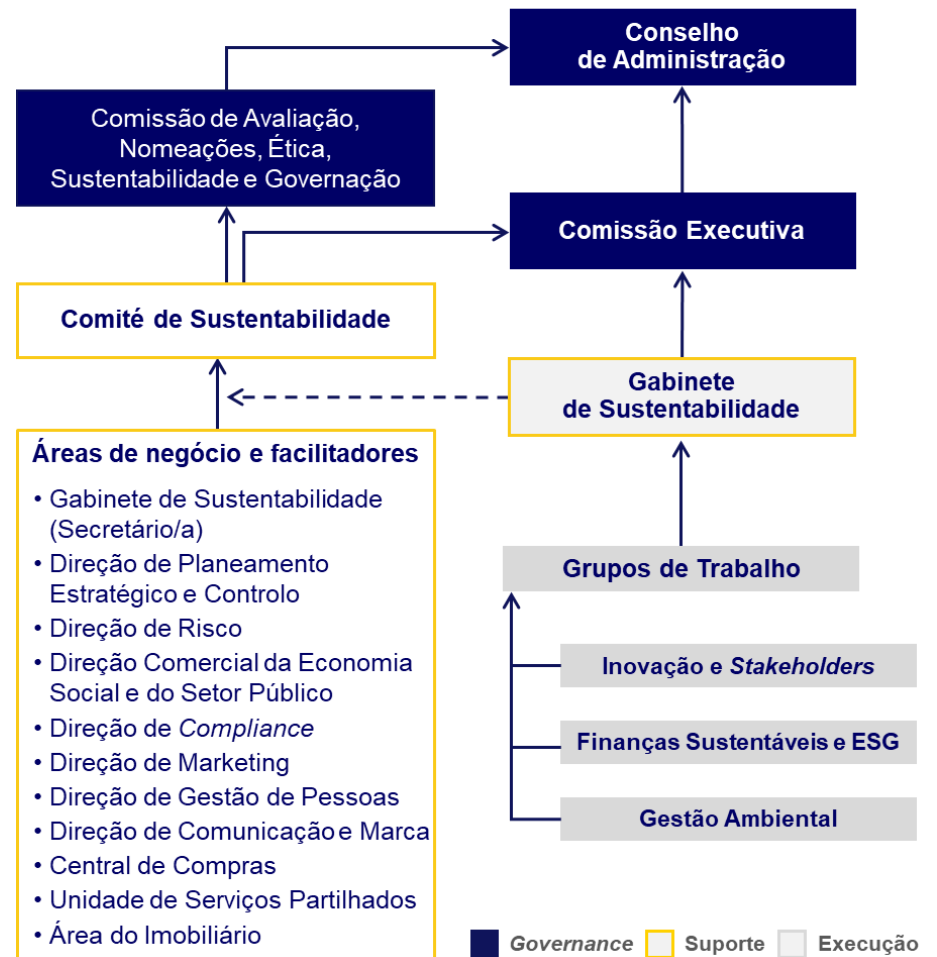 Conselho
de Administração
Comissão de Avaliação,
Nomeações, Ética,
Sustentabilidade e Governação
Comissão Executiva
Comité de Sustentabilidade
Gabinete
de Sustentabilidade
Áreas de negócio e facilitadores
• Gabinete de Sustentabilidade
(Secretário/a)
• Direção de Planeamento
Estratégico e Controlo
• Direção de Risco
• Direção Comercial da Economia
Social e do Setor Público
• Direção de Compliance
• Direção de Marketing
• Direção de Gestão de Pessoas
• Direção de Comunicação e Marca
• Central de Compras
• Unidade de Serviços Partilhados
• Área do Imobiliário
Grupos de Trabalho
Inovação e Stakeholders
Finanças Sustentáveis e ESG
Gestão Ambiental
Governance
Suporte
Execução